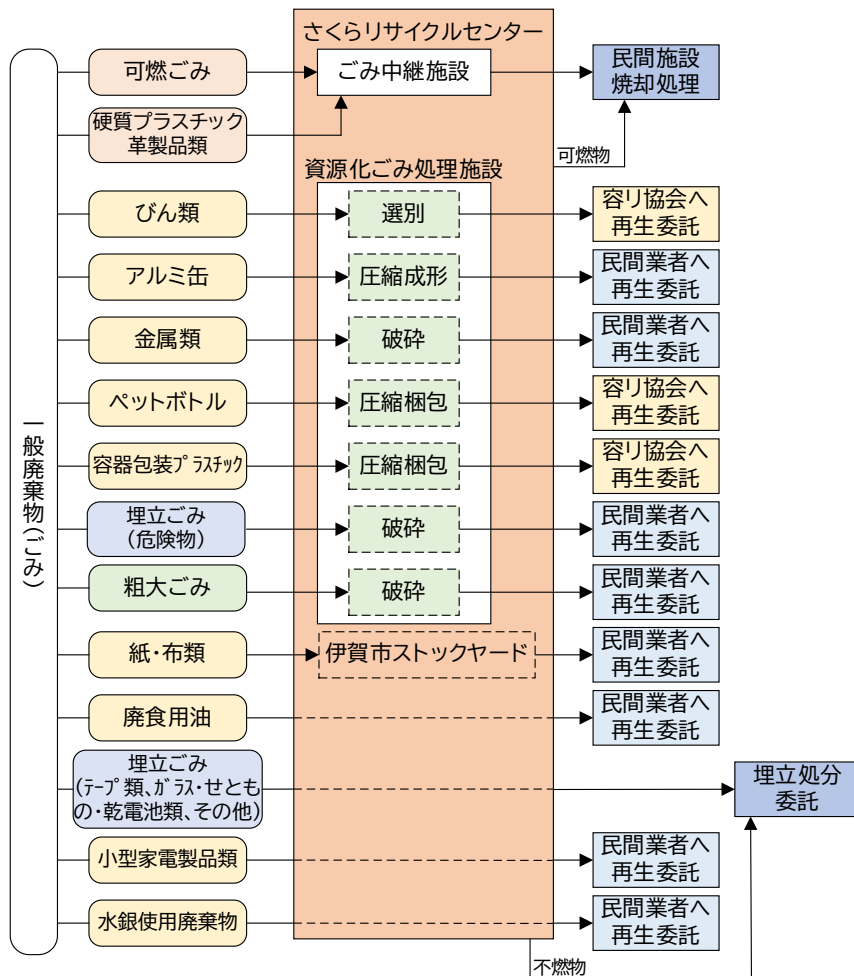 さくらリサイクルセンター
一般廃棄物(ごみ)
可燃ごみ
ごみ中継施設
民間施設
焼却処理
硬質プラスチック
革製品類
可燃物
資源化ごみ処理施設
びん類
選別
容リ協会へ
再生委託
アルミ缶
圧縮成形
民間業者へ
再生委託
金属類
破砕
民間業者へ
再生委託
ペットボトル
圧縮梱包
容リ協会へ
再生委託
容器包装プラスチック
圧縮梱包
容リ協会へ
再生委託
埋立ごみ
(危険物)
破砕
民間業者へ
再生委託
粗大ごみ
破砕
民間業者へ
再生委託
紙・布類
伊賀市ストックヤード
民間業者へ
再生委託
廃食用油
民間業者へ
再生委託
埋立ごみ
(テープ類、ガラス・せともの
の・乾電池類、その他)
埋立処分
委託
小型家電製品類
民間業者へ
再生委託
水銀使用廃棄物
民間業者へ
再生委託
不燃物